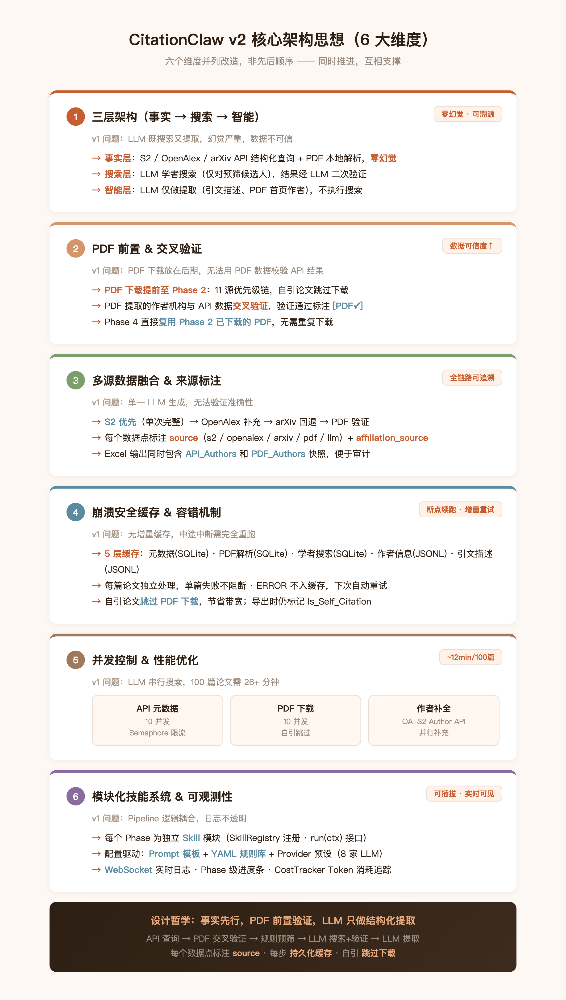 CitationClaw v2 核心架构思想（6 大维度）
六个维度并列改造，非先后顺序 —— 同时推进，互相支撑
1 三层架构（事实 → 搜索 → 智能）
零幻觉 · 可溯源
v1 问题：LLM 既搜索又提取，幻觉严重，数据不可信
→ 事实层：S2 / OpenAlex / arXiv API 结构化查询 + PDF 本地解析，零幻觉
→ 搜索层：LLM 学者搜索（仅对预筛候选人），结果经 LLM 二次验证
→ 智能层：LLM 仅做提取（引文描述、PDF 首页作者），不执行搜索
2 PDF 前置 & 交叉验证
数据可信度↑
v1 问题：PDF 下载放在后期，无法用 PDF 数据校验 API 结果
→ PDF 下载提前至 Phase 2：11 源优先级链，自引论文跳过下载
→ PDF 提取的作者机构与 API 数据交叉验证，验证通过标注 [PDF✓]
→ Phase 4 直接复用 Phase 2 已下载的 PDF，无需重复下载
3 多源数据融合 & 来源标注
全链路可追溯
v1 问题：单一 LLM 生成，无法验证准确性
→ S2 优先（单次完整）→ OpenAlex 补充 → arXiv 回退 → PDF 验证
→ 每个数据点标注 source（s2 / openalex / arxiv / pdf / llm）+ affiliation_source
→ Excel 输出同时包含 API_Authors 和 PDF_Authors 快照，便于审计
4 崩溃安全缓存 & 容错机制
断点续跑 · 增量重试
v1 问题：无增量缓存，中途中断需完全重跑
→ 5 层缓存：元数据(SQLite) · PDF解析(SQLite) · 学者搜索(SQLite) · 作者信息(JSONL) · 引文描述
(JSONL)
→ 每篇论文独立处理，单篇失败不阻断 · ERROR 不入缓存，下次自动重试
→ 自引论文跳过 PDF 下载，节省带宽；导出时仍标记 Is_Self_Citation
5 并发控制 & 性能优化
~12min/100篇
v1 问题：LLM 串行搜索，100 篇论文需 26+ 分钟
API 元数据
10 并发
Semaphore 限流
PDF 下载
10 并发
自引跳过
作者补全
OA+S2 Author API
并行补充
6 模块化技能系统 & 可观测性
可插拔 · 实时可见
v1 问题：Pipeline 逻辑耦合，日志不透明
→ 每个 Phase 为独立 Skill 模块（SkillRegistry 注册 · run(ctx) 接口）
→ 配置驱动：Prompt 模板 + YAML 规则库 + Provider 预设（8 家 LLM）
→ WebSocket 实时日志 · Phase 级进度条 · CostTracker Token 消耗追踪
设计哲学：事实先行，PDF 前置验证，LLM 只做结构化提取
API 查询 → PDF 交叉验证 → 规则预筛 → LLM 搜索+验证 → LLM 提取
每个数据点标注 source · 每步 持久化缓存 · 自引 跳过下载